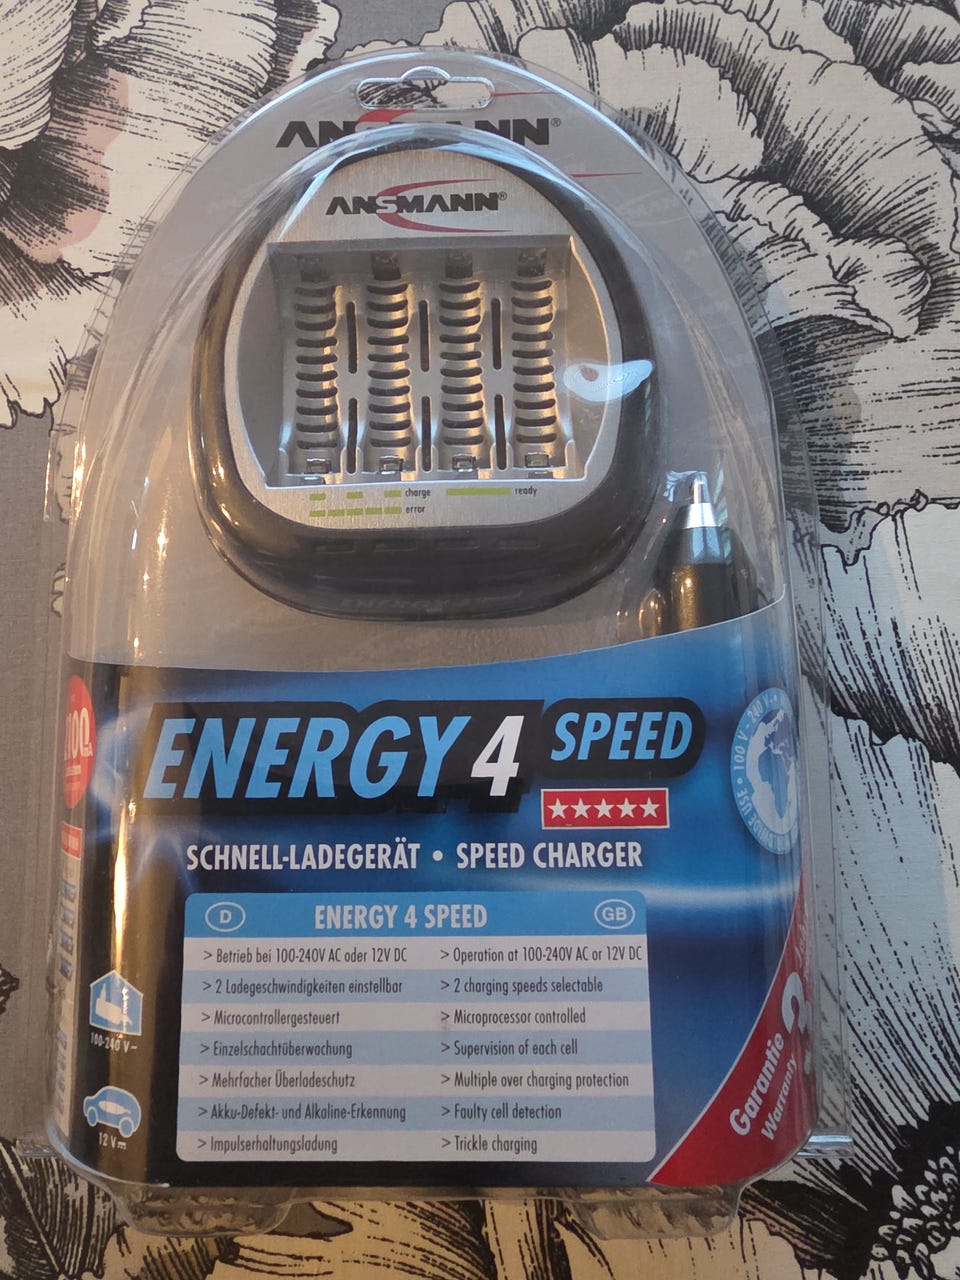 ANSMANN®
ANSMANN®
charge
ready
error
ENERGY 4 SPEED
SCHNELL-LADEGERÄT • SPEED CHARGER
100 V - 240 V
D
ENERGY 4 SPEED
GB
> Betrieb bei 100-240V AC oder 12V DC
> Operation at 100-240V AC or 12V DC
> 2 Ladegeschwindigkeiten einstellbar
> 2 charging speeds selectable
> Microcontrollergesteuert
> Microprocessor controlled
> Einzelschachtüberwachung
> Supervision of each cell
> Mehrfacher Überladeschutz
> Multiple over charging protection
> Akku-Defekt- und Alkaline-Erkennung
> Faulty cell detection
> Impulserhaltungsladung
> Trickle charging
100-240 V~
12 V
Garantie
Warranty